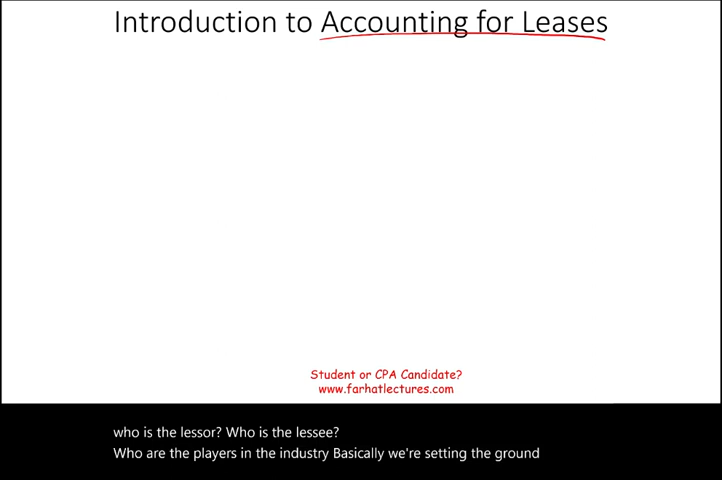 Introduction to Accounting for Leases
Student or CPA Candidate?
www.farhatlectures.com
who is the lessor? Who is the lessee?
Who are the players in the industry Basically we're setting the ground